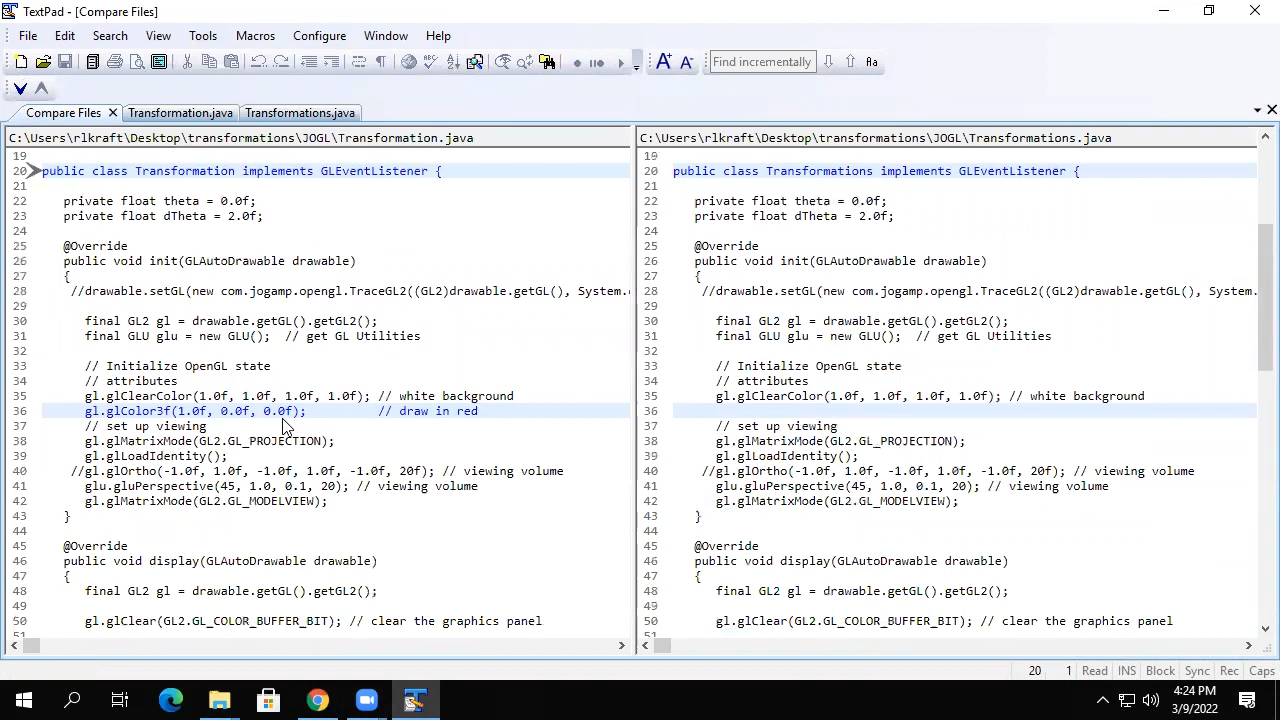 TextPad - [Compare Files]
File Edit Search View Tools Macros Configure Window Help
Find incrementally Aa
Compare Files Transformation.java Transformations.java
C:\Users\rlkraft\Desktop\transformations\JOGL\Transformation.java
19
20 public class Transformation implements GLEventListener {
21
22 private float theta = 0.0f;
23 private float dTheta = 2.0f;
24
25 @Override
26 public void init(GLAutoDrawable drawable)
27 {
28 //drawable.setGL(new com.jogamp.opengl.TraceGL2((GL2)drawable.getGL(), System.
29
30 final GL2 gl = drawable.getGL().getGL2();
31 final GLU glu = new GLU(); // get GL Utilities
32
33 // Initialize OpenGL state
34 // attributes
35 gl.glClearColor(1.0f, 1.0f, 1.0f, 1.0f); // white background
36 gl.glColor3f(1.0f, 0.0f, 0.0f); // draw in red
37 // set up viewing
38 gl.glMatrixMode(GL2.GL_PROJECTION);
39 gl.glLoadIdentity();
40 //gl.glOrtho(-1.0f, 1.0f, -1.0f, 1.0f, -1.0f, 20f); // viewing volume
41 glu.gluPerspective(45, 1.0, 0.1, 20); // viewing volume
42 gl.glMatrixMode(GL2.GL_MODELVIEW);
43 }
44
45 @Override
46 public void display(GLAutoDrawable drawable)
47 {
48 final GL2 gl = drawable.getGL().getGL2();
49
50 gl.glClear(GL2.GL_COLOR_BUFFER_BIT); // clear the graphics panel
51
C:\Users\rlkraft\Desktop\transformations\JOGL\Transformations.java
19
20 public class Transformations implements GLEventListener {
21
22 private float theta = 0.0f;
23 private float dTheta = 2.0f;
24
25 @Override
26 public void init(GLAutoDrawable drawable)
27 {
28 //drawable.setGL(new com.jogamp.opengl.TraceGL2((GL2)drawable.getGL(), System.
29
30 final GL2 gl = drawable.getGL().getGL2();
31 final GLU glu = new GLU(); // get GL Utilities
32
33 // Initialize OpenGL state
34 // attributes
35 gl.glClearColor(1.0f, 1.0f, 1.0f, 1.0f); // white background
36
37 // set up viewing
38 gl.glMatrixMode(GL2.GL_PROJECTION);
39 gl.glLoadIdentity();
40 //gl.glOrtho(-1.0f, 1.0f, -1.0f, 1.0f, -1.0f, 20f); // viewing volume
41 glu.gluPerspective(45, 1.0, 0.1, 20); // viewing volume
42 gl.glMatrixMode(GL2.GL_MODELVIEW);
43 }
44
45 @Override
46 public void display(GLAutoDrawable drawable)
47 {
48 final GL2 gl = drawable.getGL().getGL2();
49
50 gl.glClear(GL2.GL_COLOR_BUFFER_BIT); // clear the graphics panel
51
20 1 Read INS Block Sync Rec Caps
4:24 PM
3/9/2022